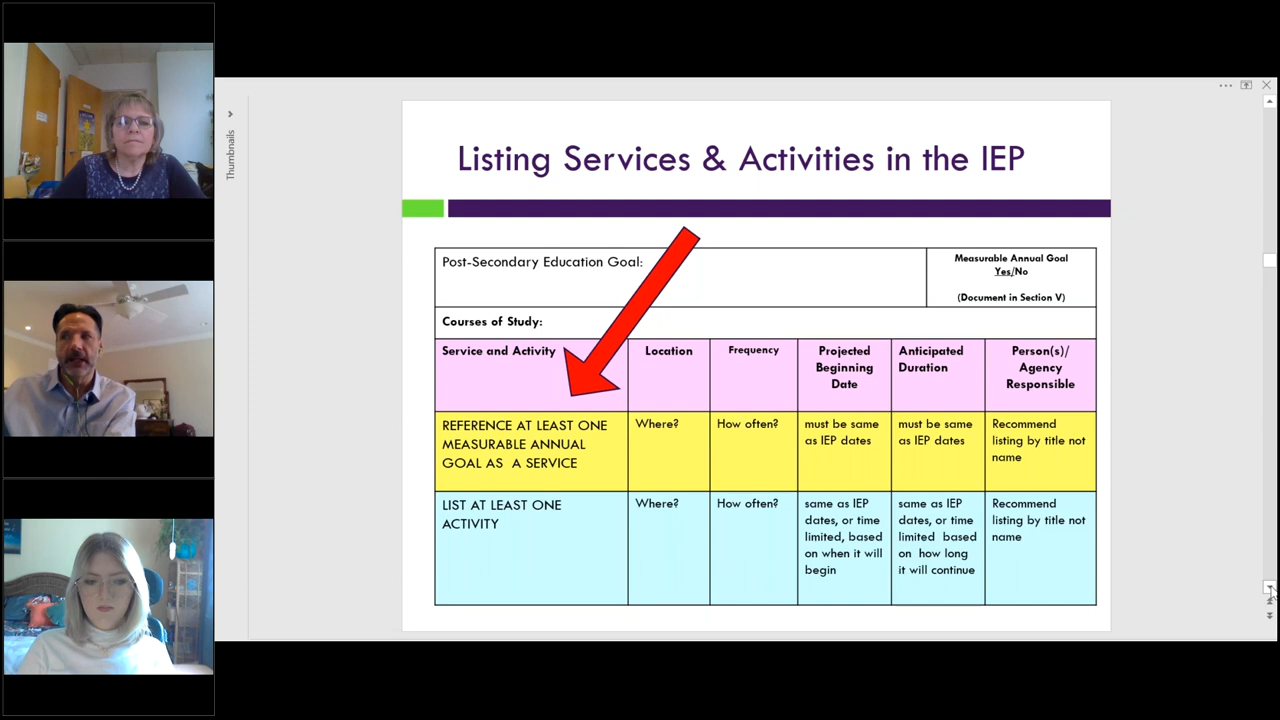 Thumbnails
Listing Services & Activities in the IEP
Post-Secondary Education Goal:
Measurable Annual Goal
Yes/No
(Document in Section V)
Courses of Study:
Service and Activity
Location
Frequency
Projected
Beginning
Date
Anticipated
Duration
Person(s)/
Agency
Responsible
REFERENCE AT LEAST ONE
MEASURABLE ANNUAL
GOAL AS A SERVICE
Where?
How often?
must be same
as IEP dates
must be same
as IEP dates
Recommend
listing by title not
name
LIST AT LEAST ONE
ACTIVITY
Where?
How often?
same as IEP
dates, or time
limited, based
on when it will
begin
same as IEP
dates, or time
limited based
on how long
it will continue
Recommend
listing by title not
name